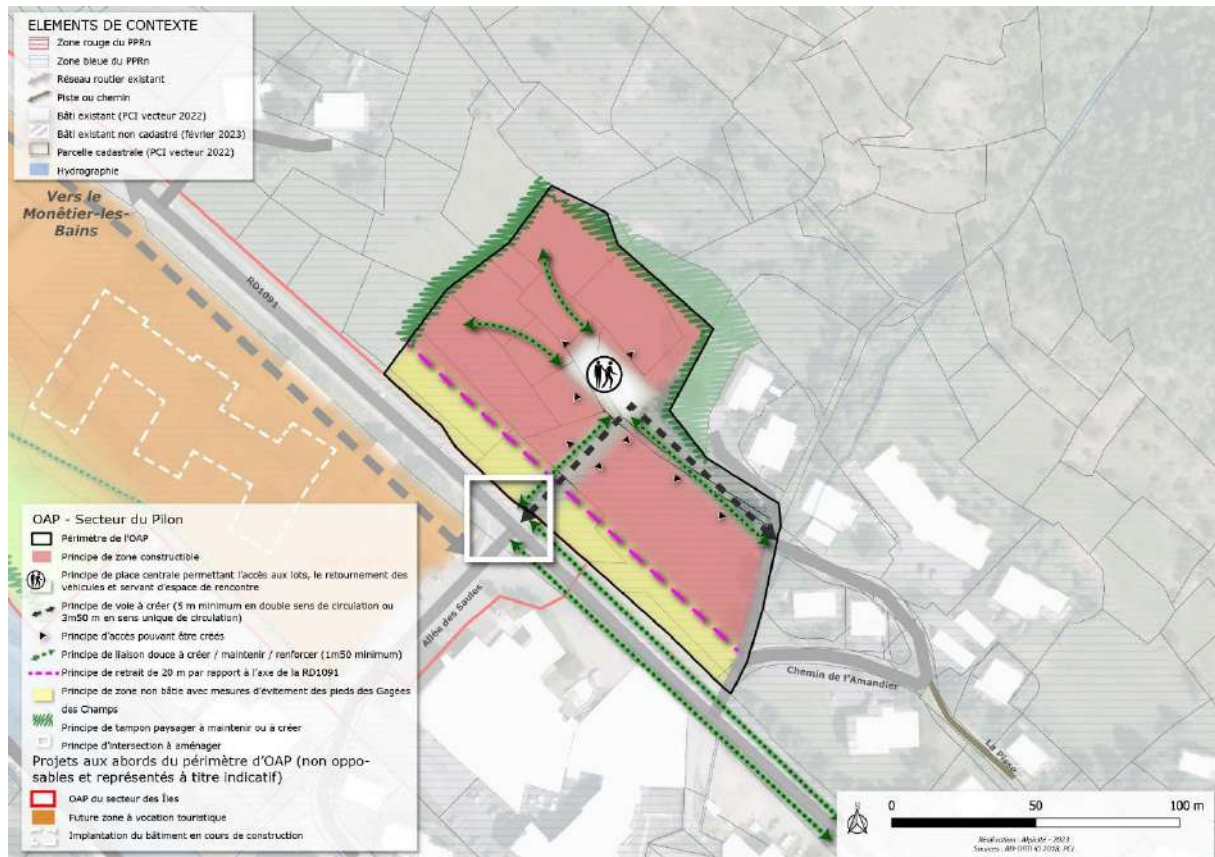 ELEMENTS DE CONTEXTE
Zone rouge du PPRn
Zone bleue du PPRn
Réseau routier existant
Piste ou chemin
Bâti existant (PCI vecteur 2022)
Bâti existant non cadastré (février 2023)
Parcelle cadastrale (PCI vecteur 2022)
Hydrographie
Vers le
Monêtier-les-
Bains
RD1091
Allée des Saules
Chemin de l'Amandier
La Pisse
OAP - Secteur du Pilon
Périmètre de l'OAP
Principe de zone constructible
Principe de place centrale permettant l'accès aux lots, le retournement des
véhicules et servant d'espace de rencontre
Principe de voie à créer (5 m minimum en double sens de circulation ou
3m50 m en sens unique de circulation)
Principe d'accès pouvant être créés
Principe de liaison douce à créer / maintenir / renforcer (1m50 minimum)
Principe de retrait de 20 m par rapport à l'axe de la RD1091
Principe de zone non bâtie avec mesures d'évitement des pieds des Gagées
des Champs
Principe de tampon paysager à maintenir ou à créer
Principe d'intersection à aménager
Projets aux abords du périmètre d'OAP (non oppo-
sables et représentés à titre indicatif)
OAP du secteur des Îles
Future zone à vocation touristique
Implantation du bâtiment en cours de construction
0 50 100 m
Réalisation : Alpicité - 2023
Sources : BD ORTHO 2018, PCI